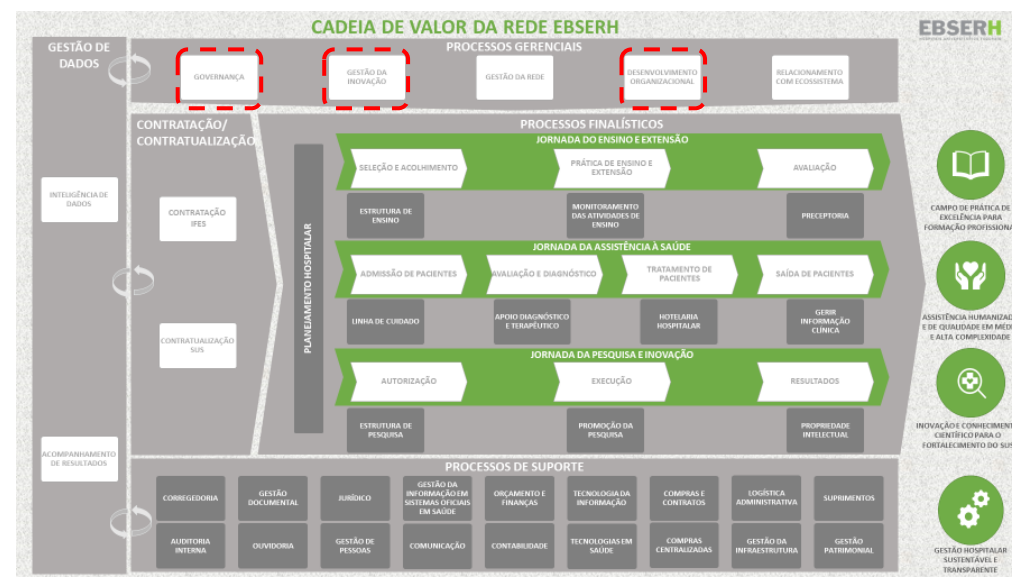 CADEIA DE VALOR DA REDE EBSERH
EBSERH
GESTÃO DE
DADOS
PROCESSOS GERENCIAIS
GOVERNANÇA
GESTÃO DA
INOVAÇÃO
GESTÃO DA REDE
DESENVOLVIMENTO
ORGANIZACIONAL
RELACIONAMENTO
COM ECOSSISTEMA
INTELIGÊNCIA DE
DADOS
ACOMPANHAMENTO
DE RESULTADOS
CONTRATAÇÃO/
CONTRATUALIZAÇÃO
CONTRATAÇÃO
IFES
CONTRATUALIZAÇÃO
SUS
PROCESSOS FINALÍSTICOS
PLANEJAMENTO HOSPITALAR
JORNADA DO ENSINO E EXTENSÃO
SELEÇÃO E ACOLHIMENTO
PRÁTICA DE ENSINO E
EXTENSÃO
AVALIAÇÃO
ESTRUTURA DE
ENSINO
MONITORAMENTO
DAS ATIVIDADES DE
ENSINO
PRECEPTORIA
JORNADA DA ASSISTÊNCIA À SAÚDE
ADMISSÃO DE PACIENTES
AVALIAÇÃO E DIAGNÓSTICO
TRATAMENTO DE
PACIENTES
SAÍDA DE PACIENTES
LINHA DE CUIDADO
APOIO DIAGNÓSTICO
E TERAPÊUTICO
HOTELARIA
HOSPITALAR
GERIR
INFORMAÇÃO
CLÍNICA
JORNADA DA PESQUISA E INOVAÇÃO
AUTORIZAÇÃO
EXECUÇÃO
RESULTADOS
ESTRUTURA DE
PESQUISA
PROMOÇÃO DA
PESQUISA
PROPRIEDADE
INTELECTUAL
PROCESSOS DE SUPORTE
CORREGEDORIA
GESTÃO
DOCUMENTAL
JURÍDICO
GESTÃO DA
INFORMAÇÃO EM
SISTEMAS OFICIAIS
EM SAÚDE
ORÇAMENTO E
FINANÇAS
TECNOLOGIA DA
INFORMAÇÃO
COMPRAS E
CONTRATOS
LOGÍSTICA
ADMINISTRATIVA
SUPRIMENTOS
AUDITORIA
INTERNA
OUVIDORIA
GESTÃO DE
PESSOAS
COMUNICAÇÃO
CONTABILIDADE
TECNOLOGIAS EM
SAÚDE
COMPRAS
CENTRALIZADAS
GESTÃO DA
INFRAESTRUTURA
GESTÃO
PATRIMONIAL
CAMPO DE PRÁTICA DE
EXCELÊNCIA PARA
FORMAÇÃO PROFISSIONA
ASSISTÊNCIA HUMANIZAD
E DE QUALIDADE EM MÉD
E ALTA COMPLEXIDADE
INOVAÇÃO E CONHECIMENT
CIENTÍFICO PARA O
FORTALECIMENTO DO SUS
GESTÃO HOSPITALAR
SUSTENTÁVEL E
TRANSPARENTE